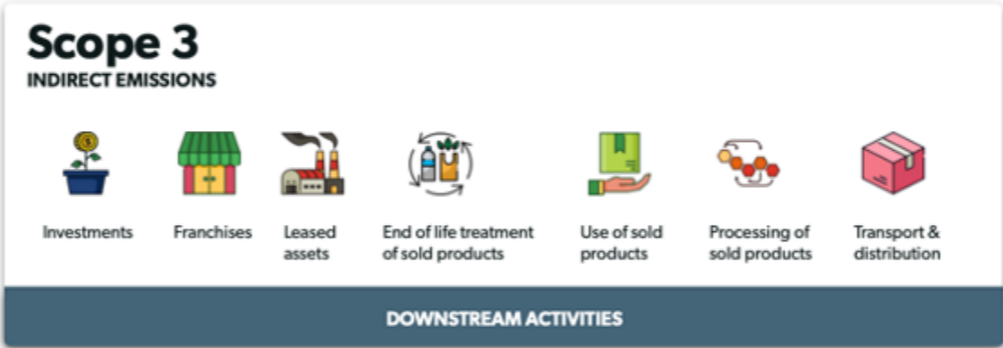 Scope 3
INDIRECT EMISSIONS
Investments
Franchises
Leased
assets
End of life treatment
of sold products
Use of sold
products
Processing of
sold products
Transport &
distribution
DOWNSTREAM ACTIVITIES